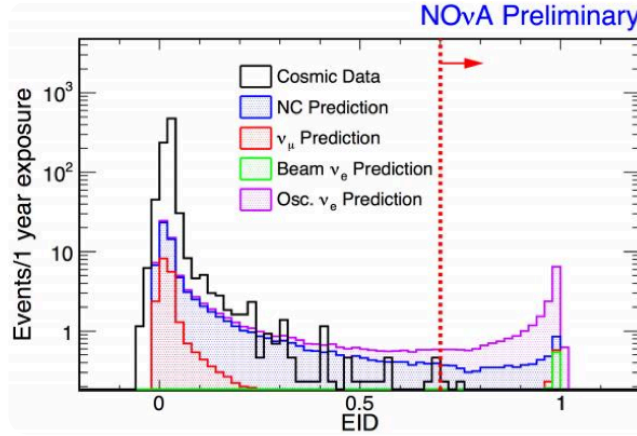 NOνA Preliminary
Events/1 year exposure
10³
10²
10
1
Cosmic Data
NC Prediction
νμ Prediction
Beam νe Prediction
Osc. νe Prediction
0
0.5
1
EID